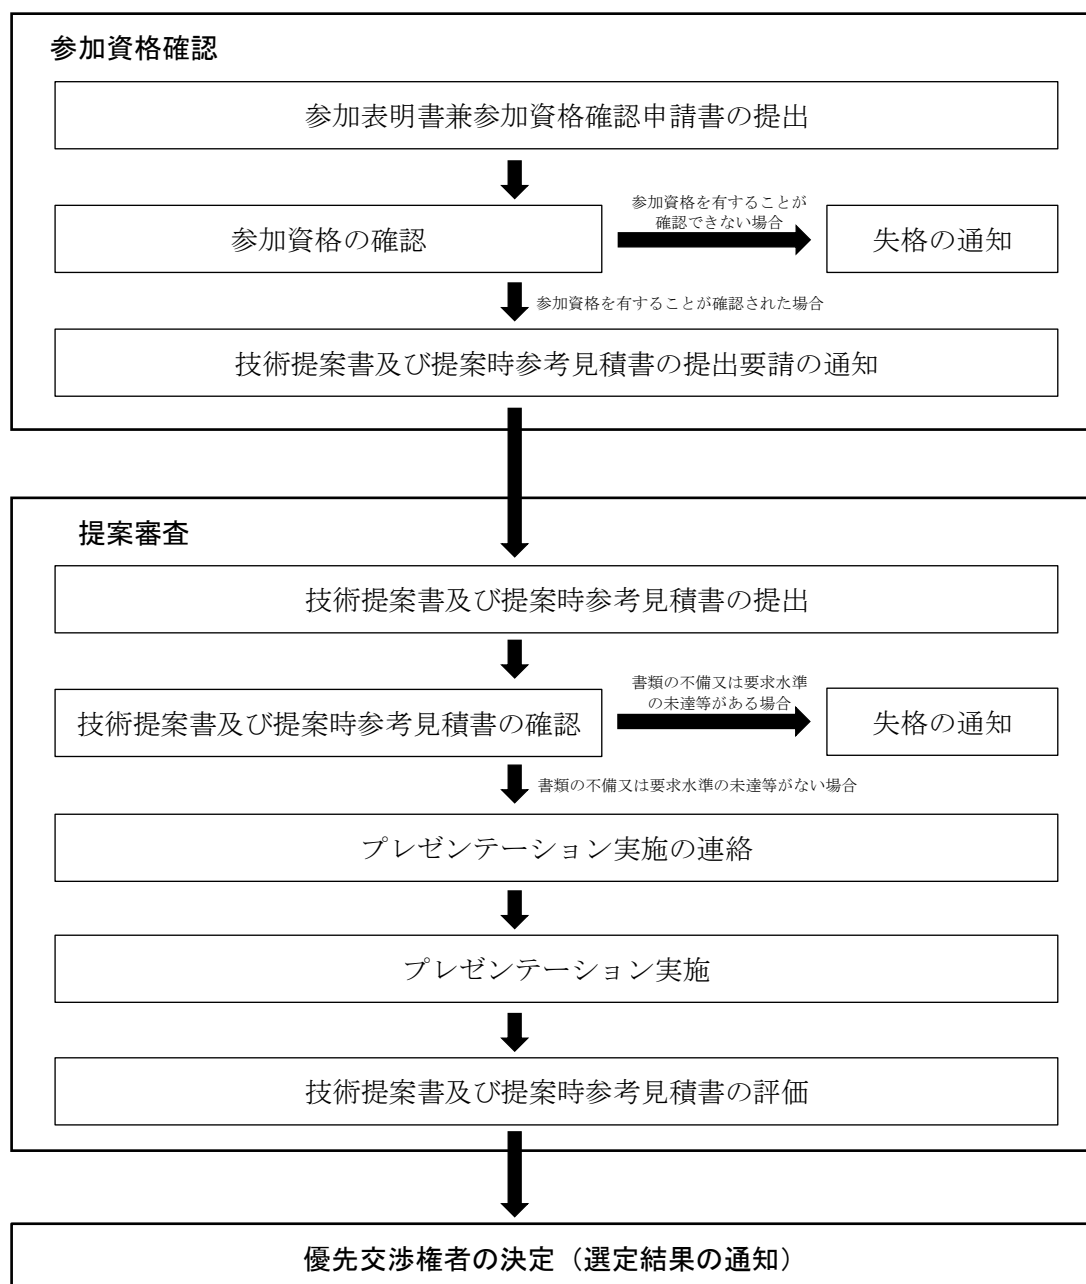 参加資格確認
参加表明書兼参加資格確認申請書の提出
参加資格を有することが
確認できない場合
参加資格の確認
失格の通知
参加資格を有することが確認された場合
技術提案書及び提案時参考見積書の提出要請の通知
提案審査
技術提案書及び提案時参考見積書の提出
書類の不備又は要求水準
の未達等がある場合
技術提案書及び提案時参考見積書の確認
失格の通知
書類の不備又は要求水準の未達等がない場合
プレゼンテーション実施の連絡
プレゼンテーション実施
技術提案書及び提案時参考見積書の評価
優先交渉権者の決定（選定結果の通知）